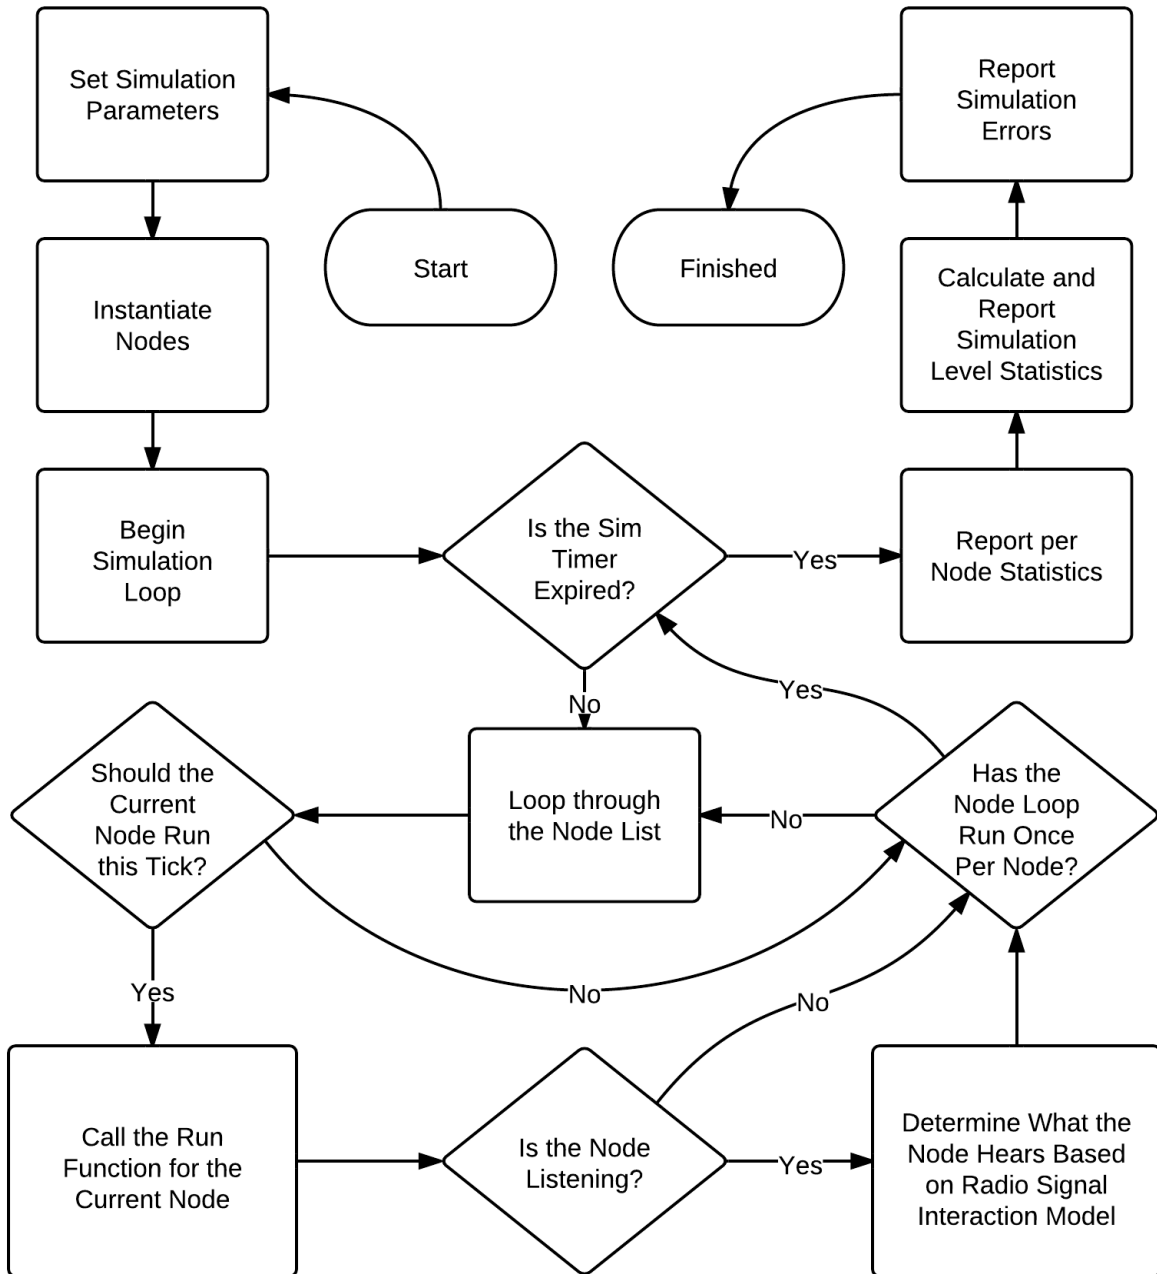 Set Simulation
Parameters
Report
Simulation
Errors
Start
Finished
Instantiate
Nodes
Calculate and
Report
Simulation
Level Statistics
Begin
Simulation
Loop
Is the Sim
Timer
Expired?
Yes
Report per
Node Statistics
No
Yes
Should the
Current
Node Run
this Tick?
Loop through
the Node List
No
Has the
Node Loop
Run Once
Per Node?
Yes
No
No
Call the Run
Function for the
Current Node
Is the Node
Listening?
Yes
Determine What the
Node Hears Based
on Radio Signal
Interaction Model